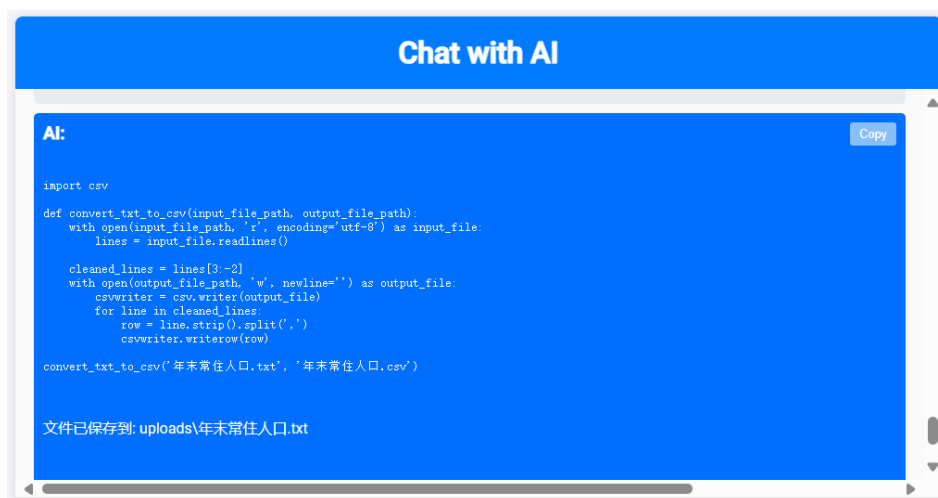 Chat with AI
AI:
Copy
import csv
def convert_txt_to_csv(input_file_path, output_file_path):
    with open(input_file_path, 'r', encoding='utf-8') as input_file:
        lines = input_file.readlines()
    cleaned_lines = lines[3:-2]
    with open(output_file_path, 'w', newline='') as output_file:
        csvwriter = csv.writer(output_file)
        for line in cleaned_lines:
            row = line.strip().split(',')
            csvwriter.writerow(row)
convert_txt_to_csv('年末常住人口.txt', '年末常住人口.csv')
文件已保存到: uploads\年末常住人口.txt